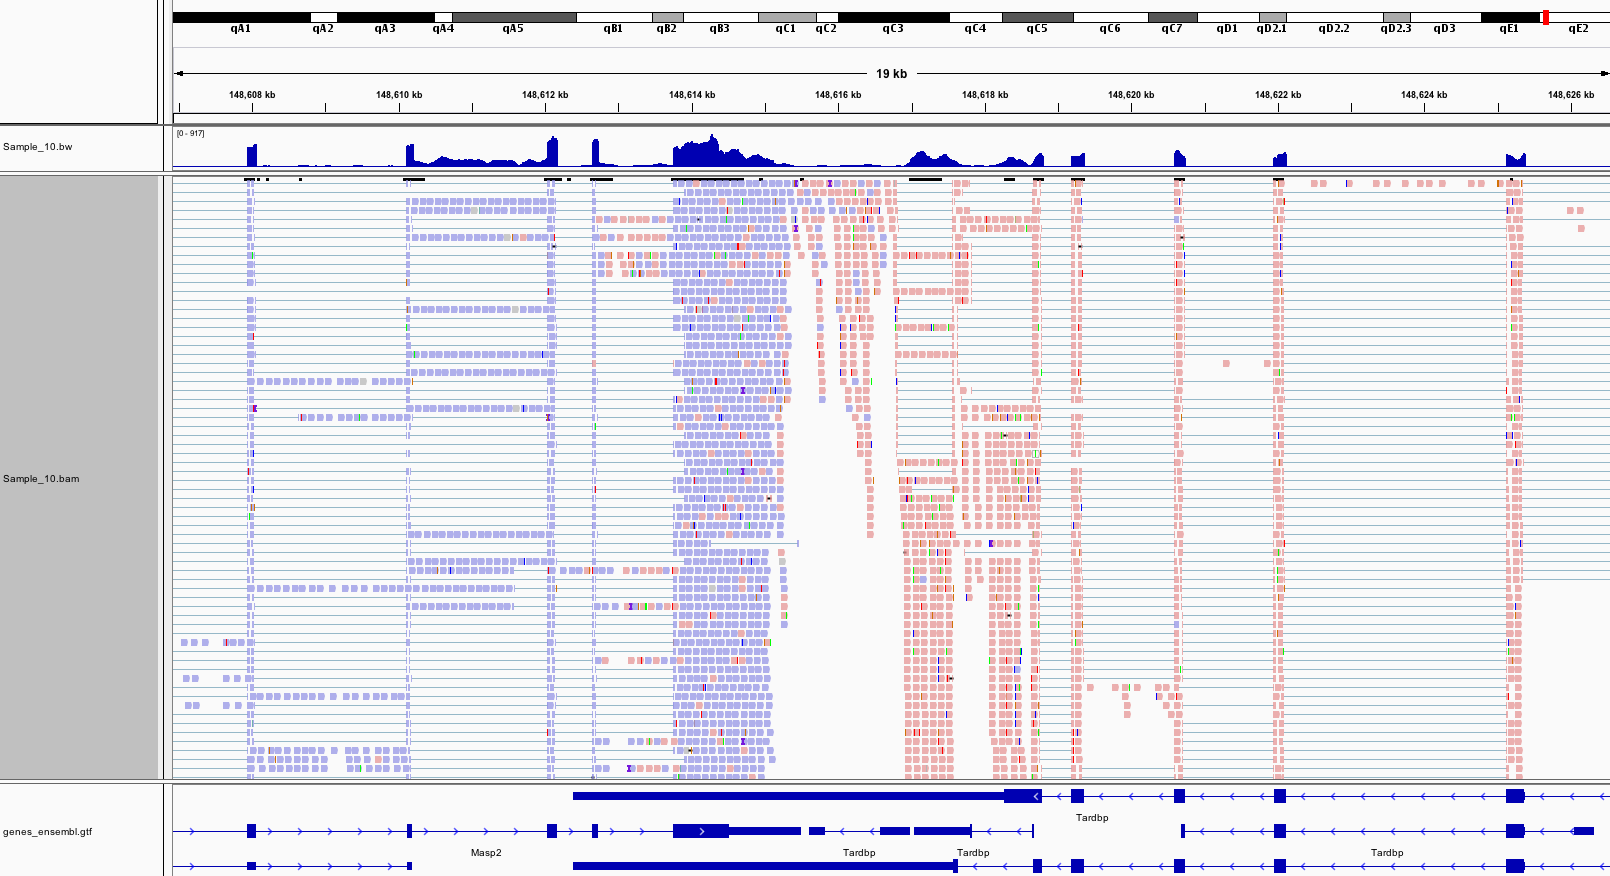 qA1 qA2 qA3 qA4 qA5 qB1 qB2 qB3 qC1 qC2 qC3 qC4 qC5 qC6 qC7 qD1 qD2.1 qD2.2 qD2.3 qD3 qE1 qE2
19 kb
148,608 kb 148,610 kb 148,612 kb 148,614 kb 148,616 kb 148,618 kb 148,620 kb 148,622 kb 148,624 kb 148,626 kb
[0 - 917]
Sample_10.bw
Sample_10.bam
Tardbp
genes_ensembl.gtf
Masp2 Tardbp Tardbp Tardbp